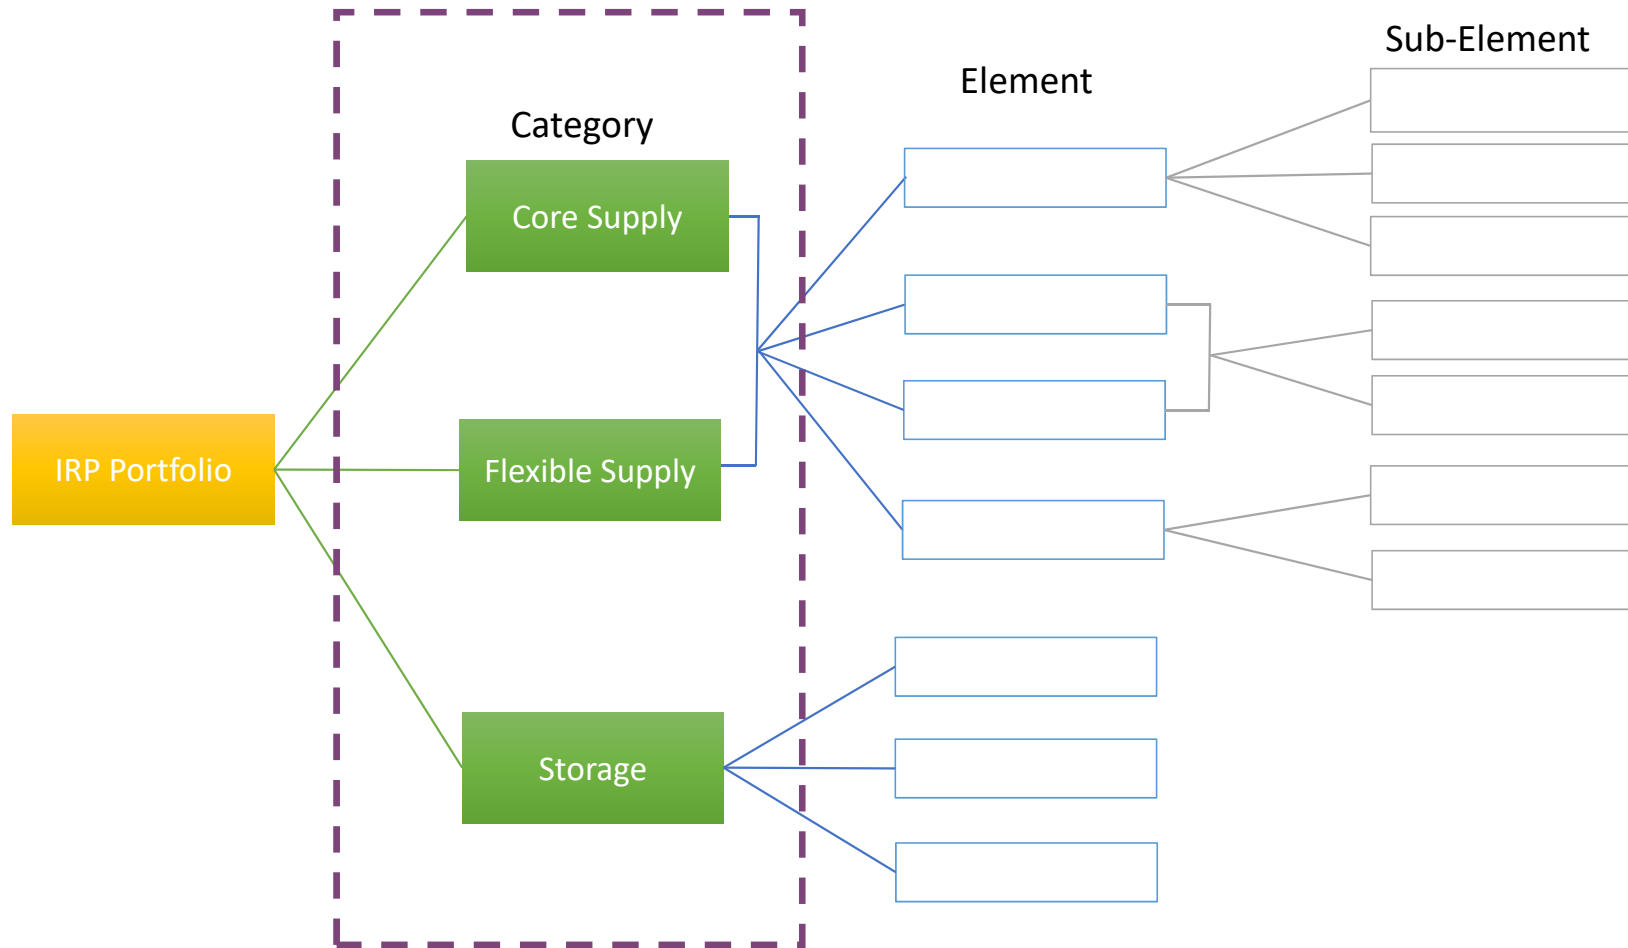 Sub-Element
Element
Category
Core Supply
IRP Portfolio
Flexible Supply
Storage